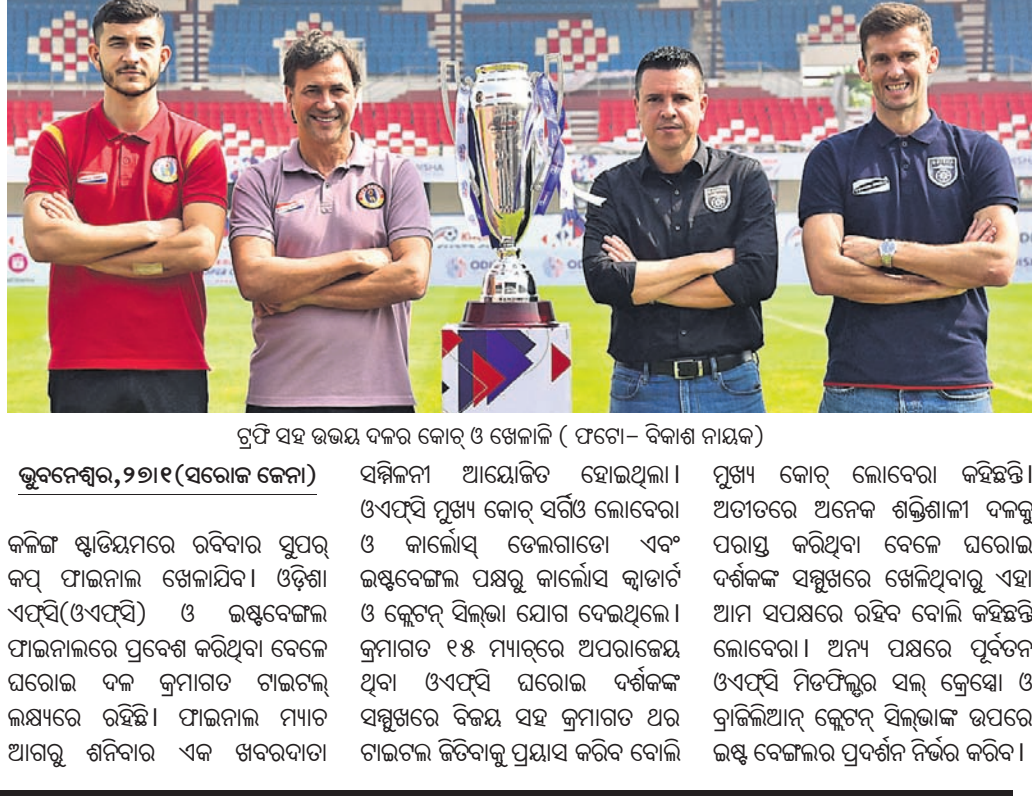 ଟ୍ରଫି ସହ ଉଭୟ ଦଳର କୋଚ୍ ଓ ଖେଳାଳି ( ଫଟୋ– ବିକାଶ ନାୟକ)
ଭୁବନେଶ୍ୱର,୨୭।୧(ସରୋଜ ଜେନା)
କଳିଙ୍ଗ ଷ୍ଟାଡିୟମରେ ରବିବାର ସୁପର୍
କପ୍ ଫାଇନାଲ ଖେଳାଯିବ। ଓଡ଼ିଶା
ଏଫ୍‌ସି(ଓଏଫ୍‌ସି) ଓ ଇଷ୍ଟବେଙ୍ଗଲ
ଫାଇନାଲରେ ପ୍ରବେଶ କରିଥିବା ବେଳେ
ଘରୋଇ ଦଳ କ୍ରମାଗତ ଟାଇଟଲ୍
ଲକ୍ଷ୍ୟରେ ରହିଛି। ଫାଇନାଲ ମ୍ୟାଚ
ଆଗରୁ ଶନିବାର ଏକ ଖବରଦାତା
ସମ୍ମିଳନୀ ଆୟୋଜିତ ହୋଇଥିଲା।
ଓଏଫ୍‌ସି ମୁଖ୍ୟ କୋଚ୍ ସର୍ଗିଓ ଲୋବେରା
ଓ କାର୍ଲୋସ୍ ଡେଲଗାଡୋ ଏବଂ
ଇଷ୍ଟବେଙ୍ଗଲ ପକ୍ଷରୁ କାର୍ଲୋସ କ୍ୱାଡାର୍ଟ
ଓ କ୍ଲେଟନ୍ ସିଲ୍‌ଭା ଯୋଗ ଦେଇଥିଲେ।
କ୍ରମାଗତ ୧୫ ମ୍ୟାଚ୍‌ରେ ଅପରାଜେୟ
ଥିବା ଓଏଫ୍‌ସି ଘରୋଇ ଦର୍ଶକଙ୍କ
ସମ୍ମୁଖରେ ବିଜୟ ସହ କ୍ରମାଗତ ଥର
ଟାଇଟଲ ଜିତିବାକୁ ପ୍ରୟାସ କରିବ ବୋଲି
ମୁଖ୍ୟ କୋଚ୍ ଲୋବେରା କହିଛନ୍ତି।
ଅତୀତରେ ଅନେକ ଶକ୍ତିଶାଳୀ ଦଳକୁ
ପରାସ୍ତ କରିଥିବା ବେଳେ ଘରୋଇ
ଦର୍ଶକଙ୍କ ସମ୍ମୁଖରେ ଖେଳିଥିବାରୁ ଏହା
ଆମ ସପକ୍ଷରେ ରହିବ ବୋଲି କହିଛନ୍ତି
ଲୋବେରା। ଅନ୍ୟ ପକ୍ଷରେ ପୂର୍ବତନ
ଓଏଫ୍‌ସି ମିଡଫିଲ୍ଡର ସଲ୍ କ୍ରେସ୍ପୋ ଓ
ବ୍ରାଜିଲିଆନ୍ କ୍ଲେଟନ୍ ସିଲ୍‌ଭାଙ୍କ ଉପରେ
ଇଷ୍ଟ ବେଙ୍ଗଲର ପ୍ରଦର୍ଶନ ନିର୍ଭର କରିବ।